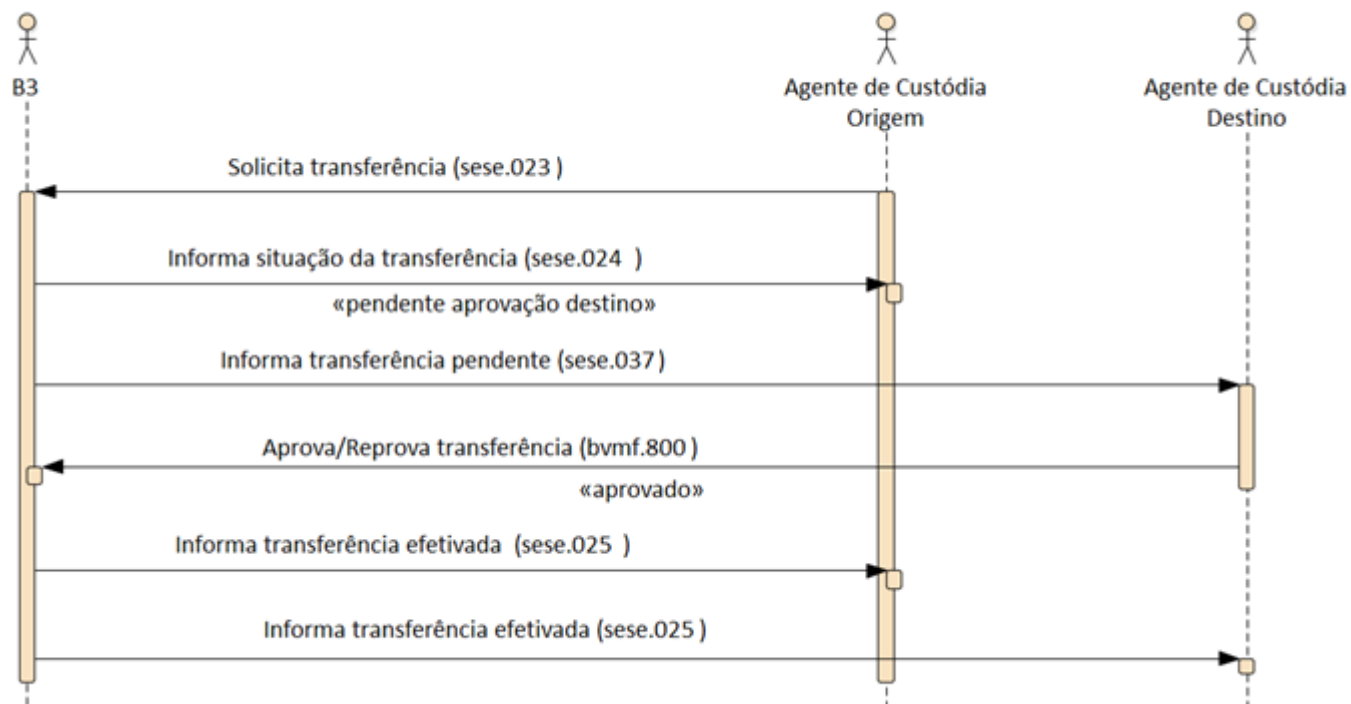 B3
Agente de Custódia
Origem
Agente de Custódia
Destino
Solicita transferência (sese.023 )
Informa situação da transferência (sese.024 )
«pendente aprovação destino»
Informa transferência pendente (sese.037)
Aprova/Reprova transferência (bvmf.800 )
«aprovado»
Informa transferência efetivada (sese.025 )
Informa transferência efetivada (sese.025 )